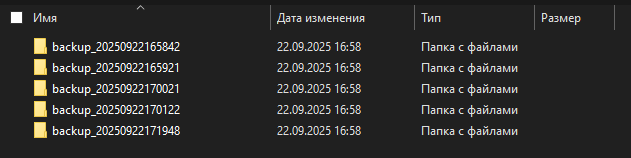 Имя Дата изменения Тип Размер
backup_20250922165842 22.09.2025 16:58 Папка с файлами
backup_20250922165921 22.09.2025 16:58 Папка с файлами
backup_20250922170021 22.09.2025 16:58 Папка с файлами
backup_20250922170122 22.09.2025 16:58 Папка с файлами
backup_20250922171948 22.09.2025 16:58 Папка с файлами